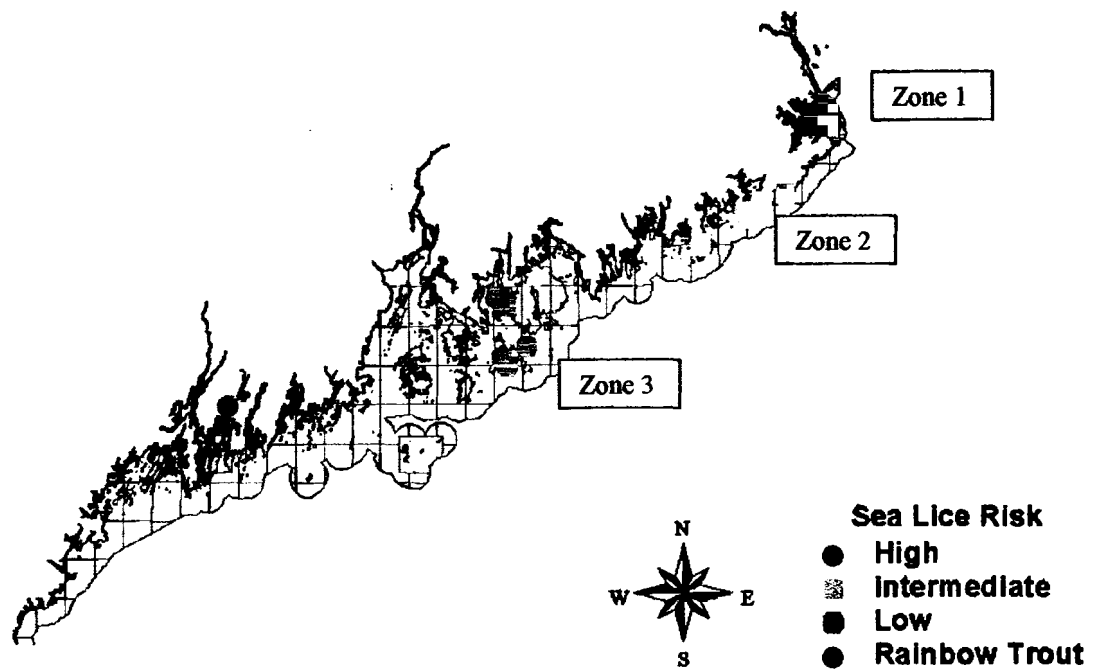 Zone 1
Zone 2
Zone 3
Sea Lice Risk
High
Intermediate
Low
Rainbow Trout
N
W
E
S